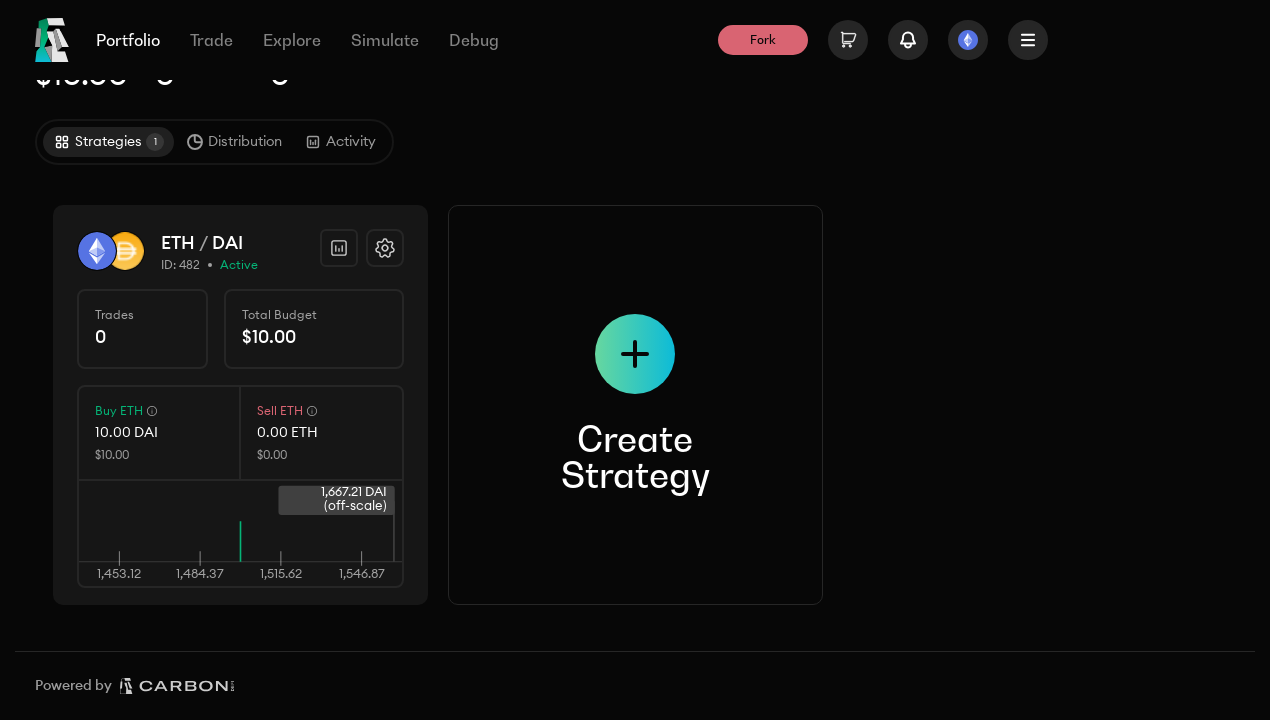 Portfolio Trade Explore Simulate Debug Fork
Strategies 1 Distribution Activity
ETH / DAI
ID: 482 • Active
Trades
0
Total Budget
$10.00
Buy ETH
10.00 DAI
$10.00
Sell ETH
0.00 ETH
$0.00
1,667.21 DAI
(off-scale)
1,453.12 1,484.37 1,515.62 1,546.87
Create
Strategy
Powered by CARBON DEFI